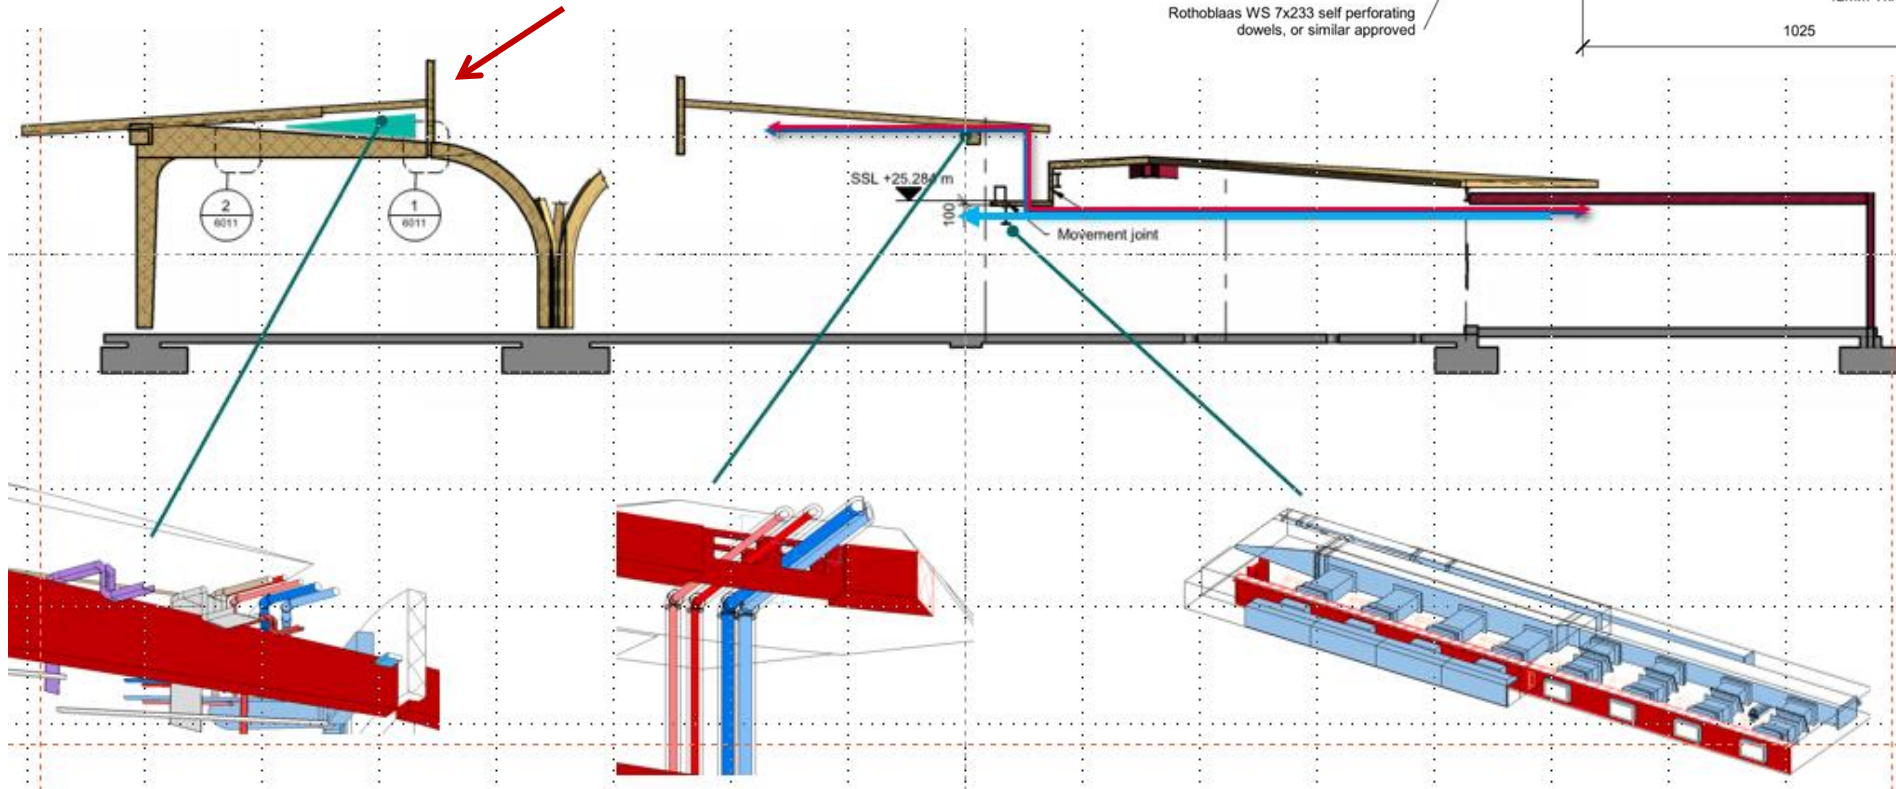 Rothoblaas WS 7x233 self perforating
dowels, or similar approved
1025
SSL +25.284 m
100
2
6011
1
6011
Movement joint